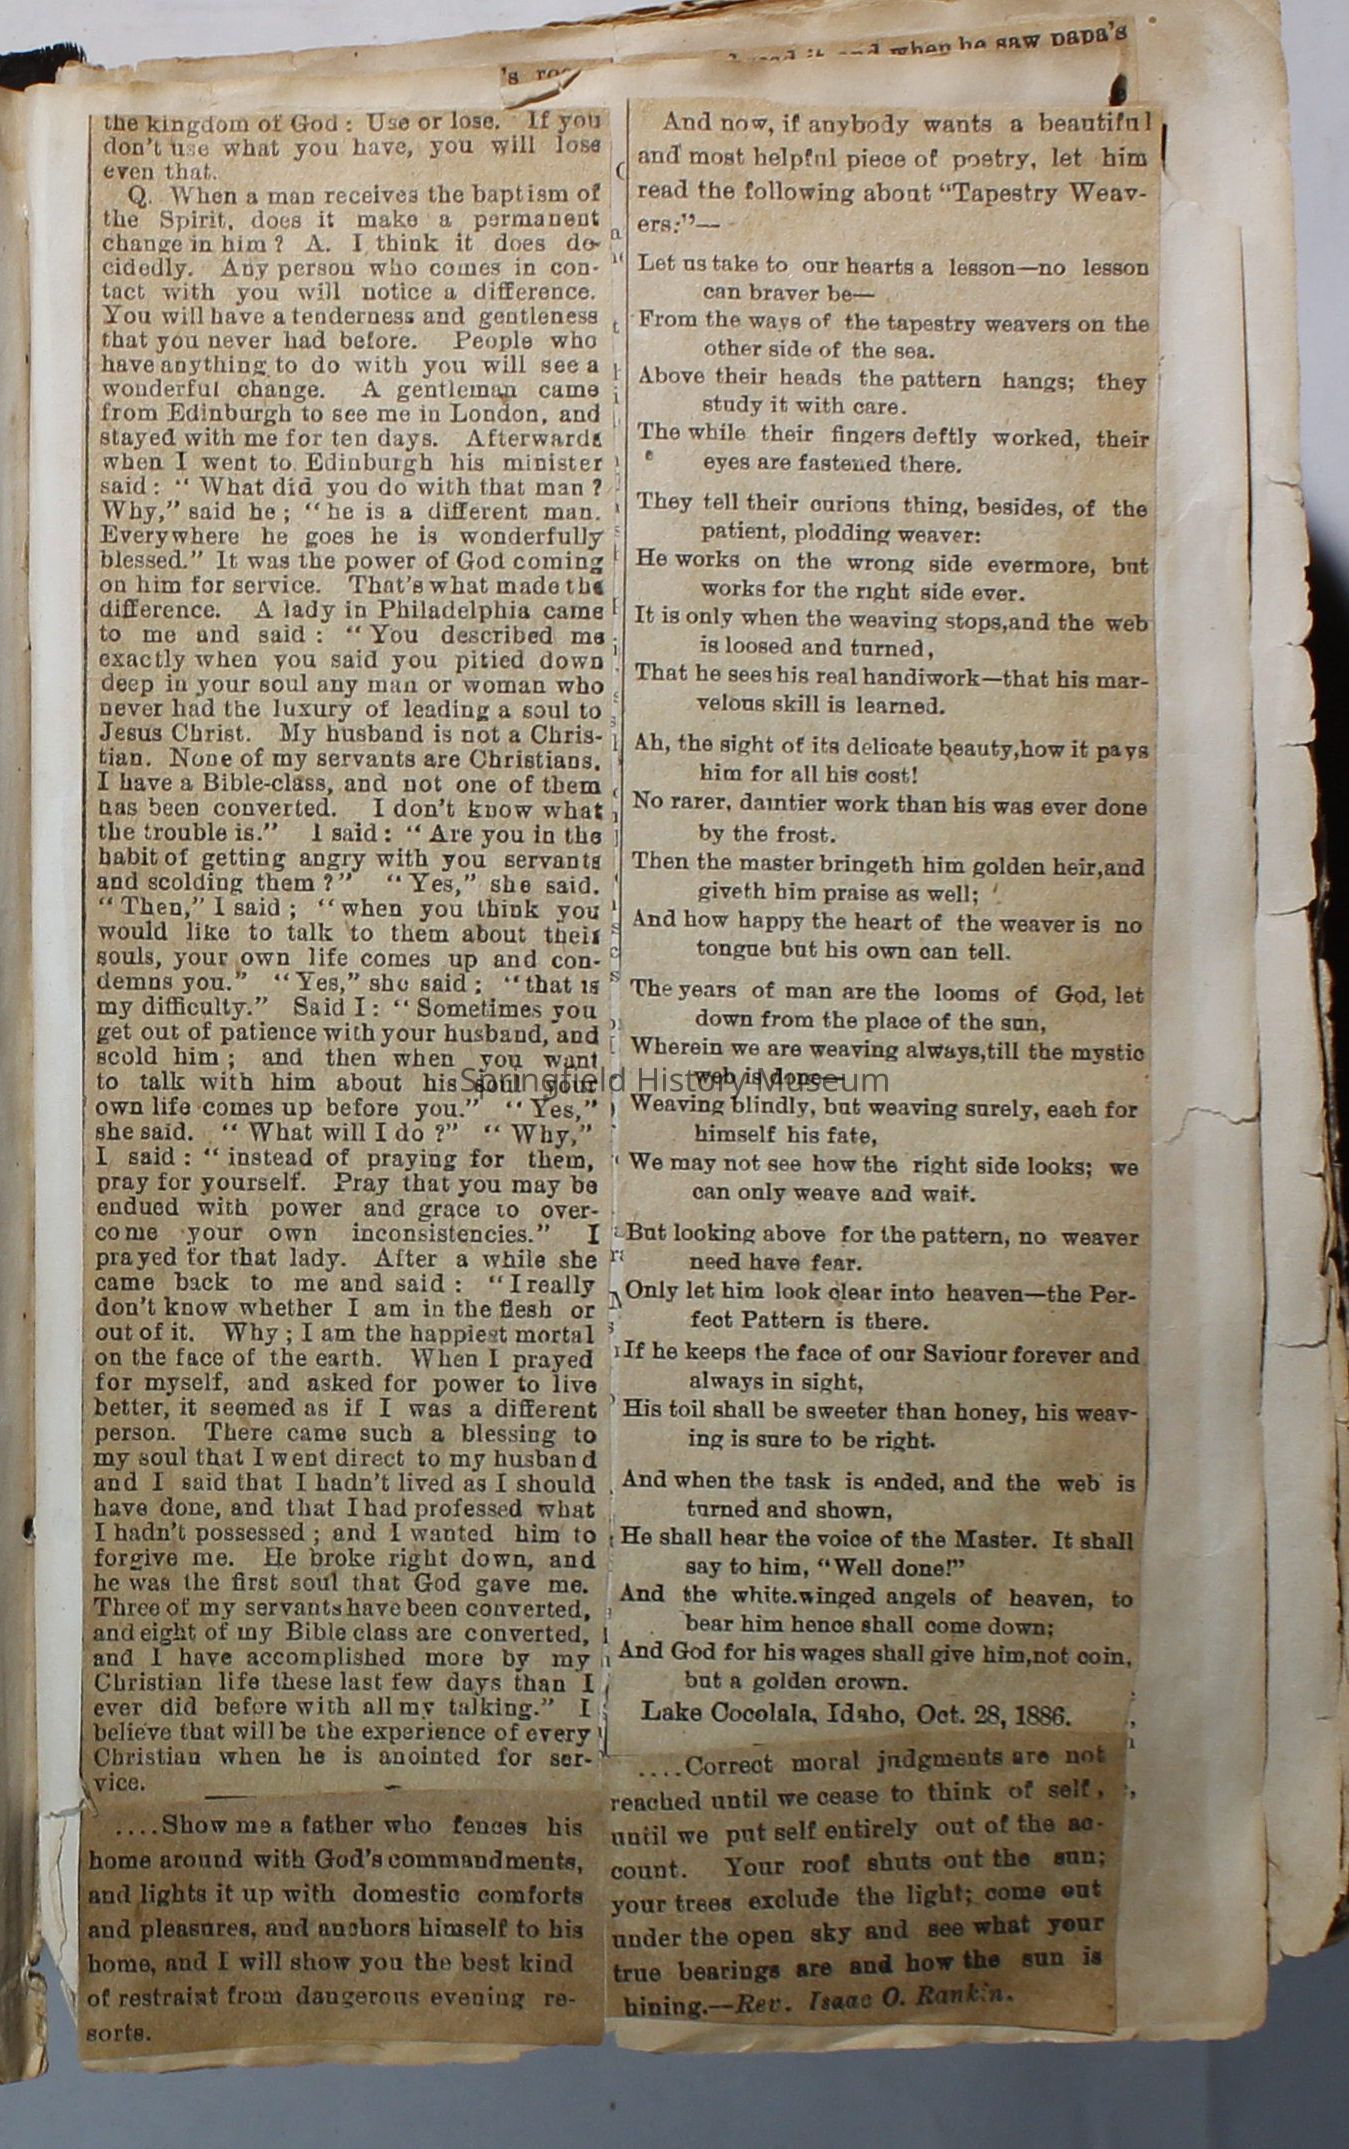 's
and when he saw papa's
the kingdom of God: Use or lose. If you
don't use what you have, you will lose
even that.
Q. When a man receives the baptism of
the Spirit, does it make a permanent
change in him? A. I think it does de-
cidedly. Any person who comes in con-
tact with you will notice a difference.
You will have a tenderness and gentleness
that you never had before. People who
have anything to do with you will see a
wonderful change. A gentleman came
from Edinburgh to see me in London, and
stayed with me for ten days. Afterwards
when I went to Edinburgh his minister
said: "What did you do with that man?
Why," said he; "he is a different man.
Everywhere he goes he is wonderfully
blessed." It was the power of God coming
on him for service. That's what made the
difference. A lady in Philadelphia came
to me and said: "You described me
exactly when you said you pitied down
deep in your soul any man or woman who
never had the luxury of leading a soul to
Jesus Christ. My husband is not a Chris-
tian. None of my servants are Christians.
I have a Bible-class, and not one of them
has been converted. I don't know what
the trouble is." I said: "Are you in the
habit of getting angry with you servants
and scolding them?" "Yes," she said.
"Then," I said; "when you think you
would like to talk to them about their
souls, your own life comes up and con-
demns you." "Yes," she said; "that is
my difficulty." Said I: "Sometimes you
get out of patience with your husband, and
scold him; and then when you want
to talk with him about his soul your
own life comes up before you." "Yes,"
she said. "What will I do?" "Why,"
I said: "instead of praying for them,
pray for yourself. Pray that you may be
endued with power and grace to over-
come your own inconsistencies." I
prayed for that lady. After a while she
came back to me and said: "I really
don't know whether I am in the flesh or
out of it. Why; I am the happiest mortal
on the face of the earth. When I prayed
for myself, and asked for power to live
better, it seemed as if I was a different
person. There came such a blessing to
my soul that I went direct to my husband
and I said that I hadn't lived as I should
have done, and that I had professed what
I hadn't possessed; and I wanted him to
forgive me. He broke right down, and
he was the first soul that God gave me.
Three of my servants have been converted,
and eight of my Bible class are converted,
and I have accomplished more by my
Christian life these last few days than I
ever did before with all my talking." I
believe that will be the experience of every
Christian when he is anointed for ser-
vice.
....Show me a father who fences his
home around with God's commandments,
and lights it up with domestic comforts
and pleasures, and anchors himself to his
home, and I will show you the best kind
of restraint from dangerous evening re-
sorts.
And now, if anybody wants a beautiful
and most helpful piece of poetry, let him
read the following about "Tapestry Weav-
ers:"—
Let us take to our hearts a lesson—no lesson
can braver be—
From the ways of the tapestry weavers on the
other side of the sea.
Above their heads the pattern hangs; they
study it with care.
The while their fingers deftly worked, their
eyes are fastened there.
They tell their curious thing, besides, of the
patient, plodding weaver:
He works on the wrong side evermore, but
works for the right side ever.
It is only when the weaving stops,and the web
is loosed and turned,
That he sees his real handiwork—that his mar-
velous skill is learned.
Ah, the sight of its delicate beauty,how it pays
him for all his cost!
No rarer, daintier work than his was ever done
by the frost.
Then the master bringeth him golden heir,and
giveth him praise as well;
And how happy the heart of the weaver is no
tongue but his own can tell.
The years of man are the looms of God, let
down from the place of the sun,
Wherein we are weaving always,till the mystic
web is done—
Weaving blindly, but weaving surely, each for
himself his fate,
We may not see how the right side looks; we
can only weave and wait.
But looking above for the pattern, no weaver
need have fear.
Only let him look clear into heaven—the Per-
fect Pattern is there.
If he keeps the face of our Saviour forever and
always in sight,
His toil shall be sweeter than honey, his weav-
ing is sure to be right.
And when the task is ended, and the web is
turned and shown,
He shall hear the voice of the Master. It shall
say to him, "Well done!"
And the white.winged angels of heaven, to
bear him hence shall come down;
And God for his wages shall give him,not coin,
but a golden crown.
Lake Cocolala, Idaho, Oct. 28, 1886.
....Correct moral judgments are not
reached until we cease to think of self,
until we put self entirely out of the ac-
count. Your roof shuts out the sun;
your trees exclude the light; come out
under the open sky and see what your
true bearings are and how the sun is
hining.—Rev. Isaac O. Rankin.
Springfield History Museum